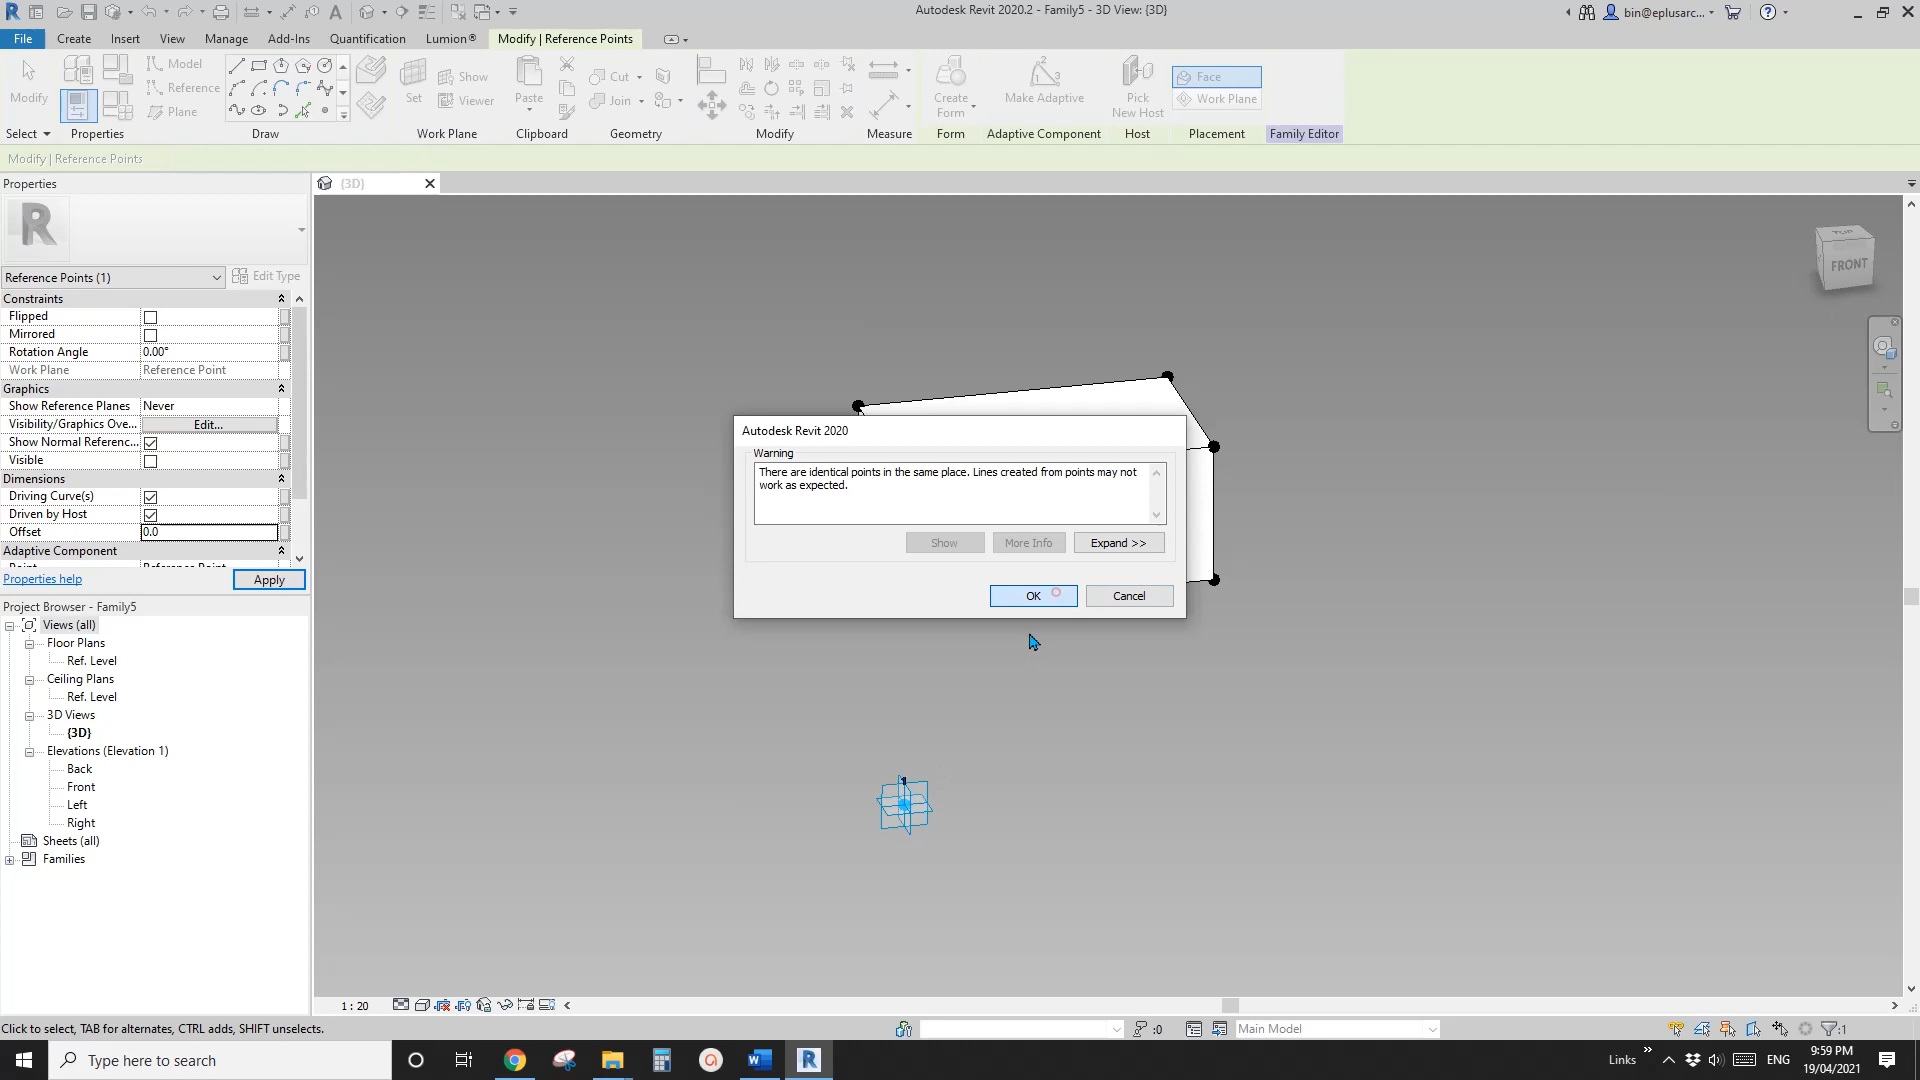 Autodesk Revit 2020.2 - Family5 - 3D View: {3D}
bin@eplusarc...
File Create Insert View Manage Add-Ins Quantification Lumion® Modify | Reference Points
Modify
Model
Reference
Plane
Set
Show
Viewer
Paste
Cut
Join
Create
Form
Make Adaptive
Pick
New Host
Face
Work Plane
Select Properties Draw Work Plane Clipboard Geometry Modify Measure Form Adaptive Component Host Placement Family Editor
Modify | Reference Points
Properties
{3D}
R
Reference Points (1)
Edit Type
Constraints
Flipped
Mirrored
Rotation Angle 0.00°
Work Plane Reference Point
Graphics
Show Reference Planes Never
Visibility/Graphics Ove... Edit...
Show Normal Referenc...
Visible
Dimensions
Driving Curve(s)
Driven by Host
Offset 0.0
Adaptive Component
Properties help
Apply
Project Browser - Family5
Views (all)
Floor Plans
Ref. Level
Ceiling Plans
Ref. Level
3D Views
{3D}
Elevations (Elevation 1)
Back
Front
Left
Right
Sheets (all)
Families
TOP
FRONT
Autodesk Revit 2020
Warning
There are identical points in the same place. Lines created from points may not
work as expected.
Show More Info Expand >>
OK Cancel
1
1 : 20
Click to select, TAB for alternates, CTRL adds, SHIFT unselects.
:0
Main Model
:1
Type here to search
Links
ENG
9:59 PM
19/04/2021